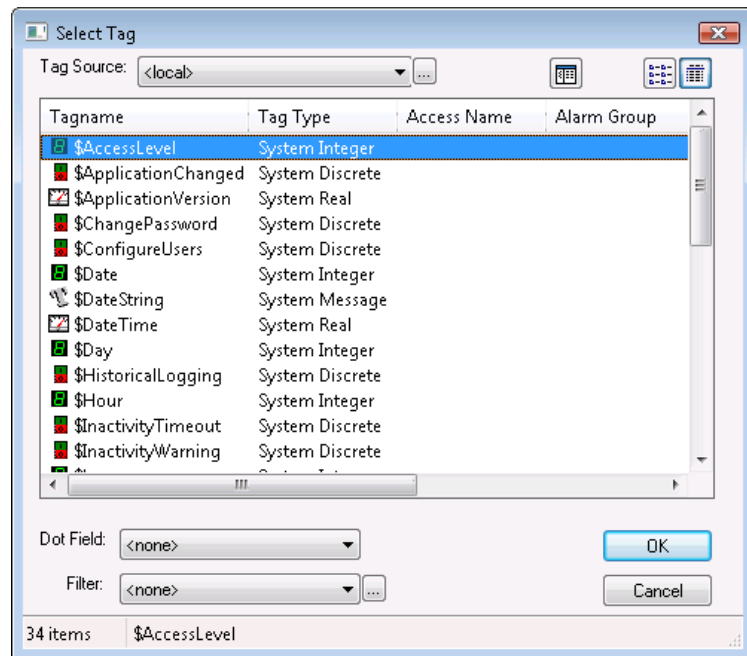 Select Tag
Tag Source: <local> ...
Tagname Tag Type Access Name Alarm Group
$AccessLevel System Integer
$ApplicationChanged System Discrete
$ApplicationVersion System Real
$ChangePassword System Discrete
$ConfigureUsers System Discrete
$Date System Integer
$DateString System Message
$DateTime System Real
$Day System Integer
$HistoricalLogging System Discrete
$Hour System Integer
$InactivityTimeout System Discrete
$InactivityWarning System Discrete
Dot Field: <none> OK
Filter: <none> ... Cancel
34 items $AccessLevel